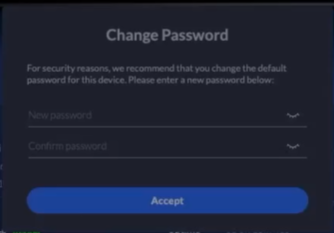 Change Password
For security reasons, we recommend that you change the default
password for this device. Please enter a new password below:
New password
Confirm password
Accept